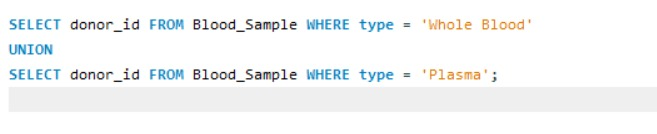 SELECT donor_id FROM Blood_Sample WHERE type = 'Whole Blood'
UNION
SELECT donor_id FROM Blood_Sample WHERE type = 'Plasma';